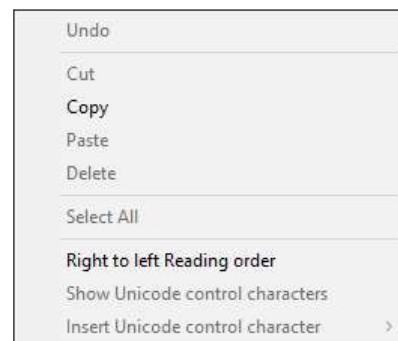 Undo
Cut
Copy
Paste
Delete
Select All
Right to left Reading order
Show Unicode control characters
Insert Unicode control character